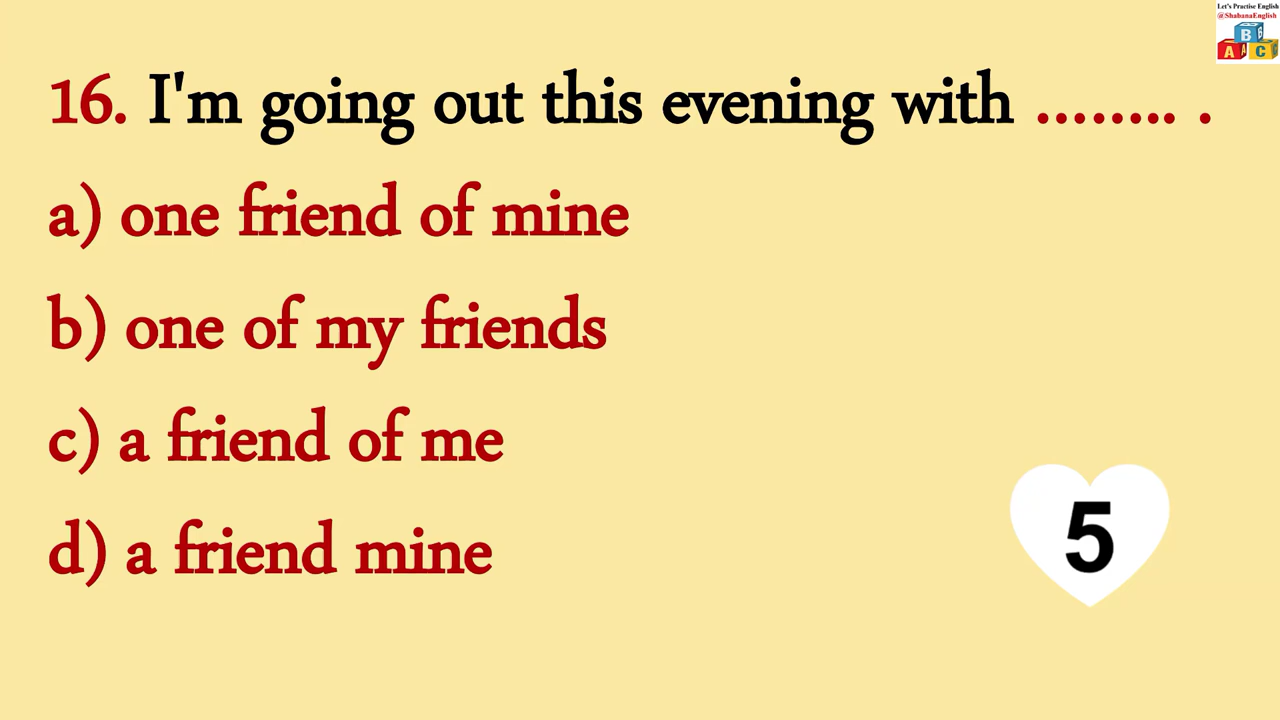 Let's Practise English
@ShabanaEnglish
B
A C
16. I'm going out this evening with ........ .
a) one friend of mine
b) one of my friends
c) a friend of me
d) a friend mine
5